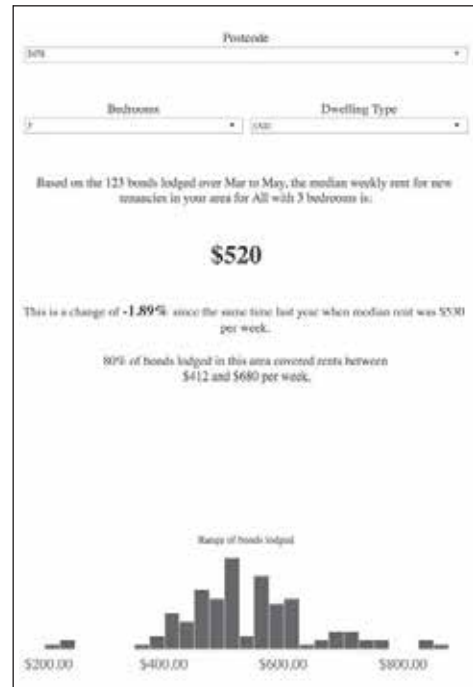 Postcode
Bedrooms
Dwelling Type
Based on the 123 bonds lodged over Mar to May, the median weekly rent for new
tenancies in your area for All with 3 bedrooms is:
$520
This is a change of -1.89% since the same time last year when median rent was $530
per week.
80% of bonds lodged in this area covered rents between
$412 and $680 per week.
Range of bonds lodged
$200.00 $400.00 $600.00 $800.00